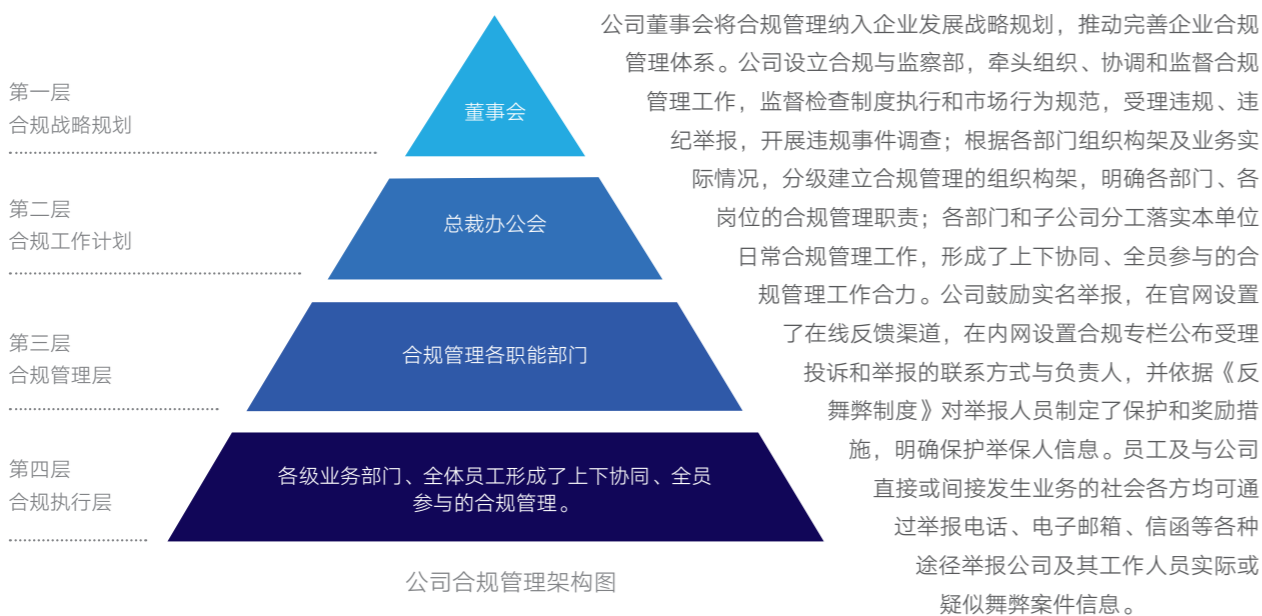 第一层
合规战略规划
董事会
第二层
合规工作计划
总裁办公会
第三层
合规管理层
合规管理各职能部门
第四层
合规执行层
各级业务部门、全体员工形成了上下协同、全员
参与的合规管理。
公司合规管理架构图
公司董事会将合规管理纳入企业发展战略规划，推动完善企业合规
管理体系。公司设立合规与监察部，牵头组织、协调和监督合规
管理工作，监督检查制度执行和市场行为规范，受理违规、违
纪举报，开展违规事件调查；根据各部门组织构架及业务实
际情况，分级建立合规管理的组织构架，明确各部门、各
岗位的合规管理职责；各部门和子公司分工落实本单位
日常合规管理工作，形成了上下协同、全员参与的合
规管理工作合力。公司鼓励实名举报，在官网设置
了在线反馈渠道，在内网设置合规专栏公布受理
投诉和举报的联系方式与负责人，并依据《反
舞弊制度》对举报人员制定了保护和奖励措
施，明确保护举保人信息。员工及与公司
直接或间接发生业务的社会各方均可通
过举报电话、电子邮箱、信函等各种
途径举报公司及其工作人员实际或
疑似舞弊案件信息。